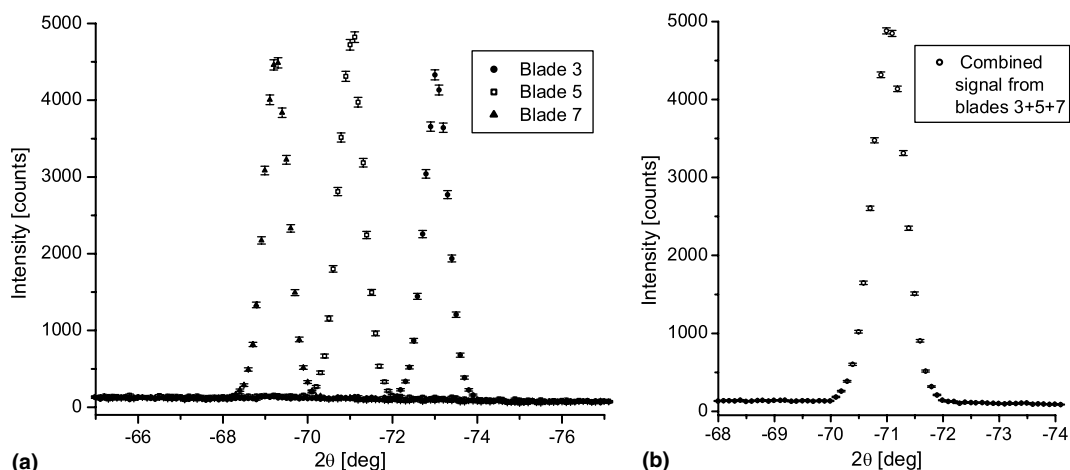 5000
4000
3000
2000
1000
0
Intensity [counts]
Blade 3
Blade 5
Blade 7
-66
-68
-70
-72
-74
-76
2θ [deg]
(a)
5000
4000
3000
2000
1000
0
Intensity [counts]
Combined
signal from
blades 3+5+7
-68
-69
-70
-71
-72
-73
-74
2θ [deg]
(b)